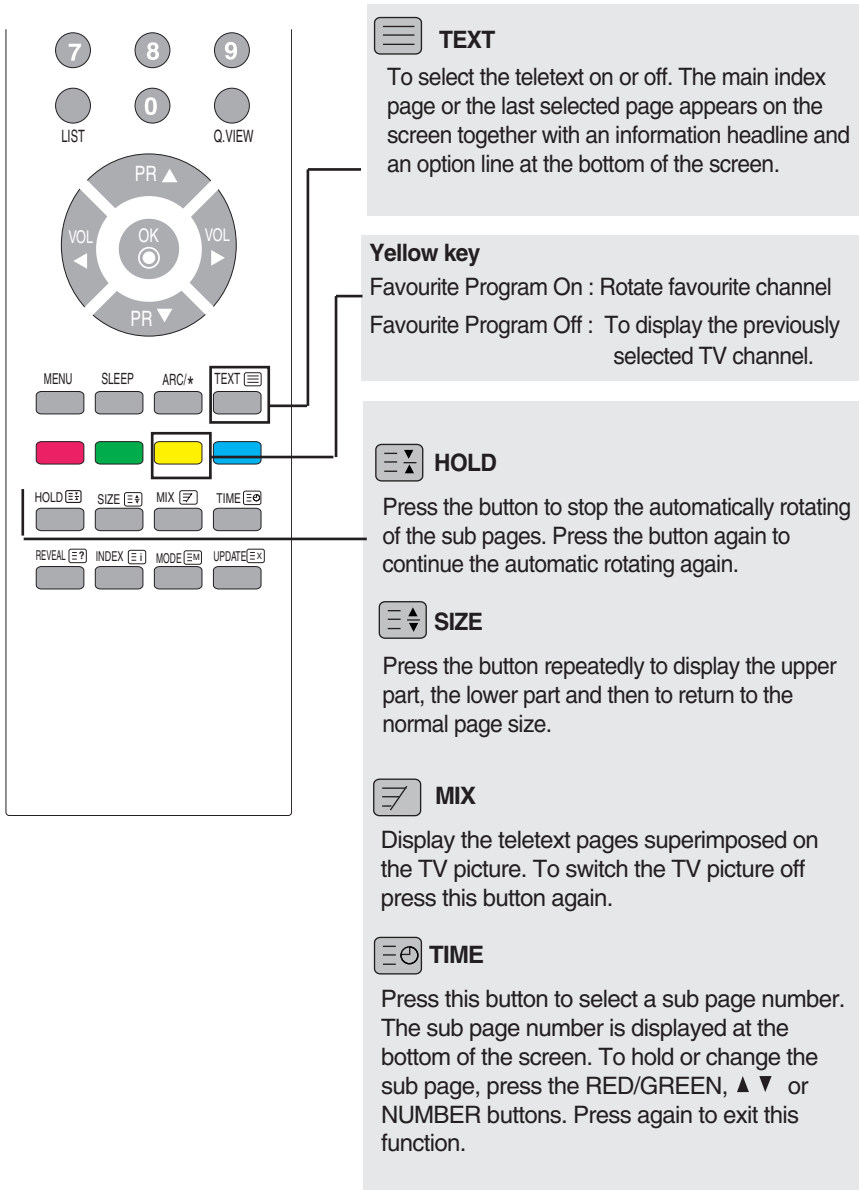 7 8 9
0
LIST Q.VIEW
PR ▲
VOL ◀ OK VOL ▶
PR ▼
MENU SLEEP ARC/* TEXT
HOLD SIZE MIX TIME
REVEAL ? INDEX i MODE M UPDATE X
TEXT
To select the teletext on or off. The main index
page or the last selected page appears on the
screen together with an information headline and
an option line at the bottom of the screen.
Yellow key
Favourite Program On : Rotate favourite channel
Favourite Program Off : To display the previously
selected TV channel.
HOLD
Press the button to stop the automatically rotating
of the sub pages. Press the button again to
continue the automatic rotating again.
SIZE
Press the button repeatedly to display the upper
part, the lower part and then to return to the
normal page size.
MIX
Display the teletext pages superimposed on
the TV picture. To switch the TV picture off
press this button again.
TIME
Press this button to select a sub page number.
The sub page number is displayed at the
bottom of the screen. To hold or change the
sub page, press the RED/GREEN, ▲ ▼ or
NUMBER buttons. Press again to exit this
function.